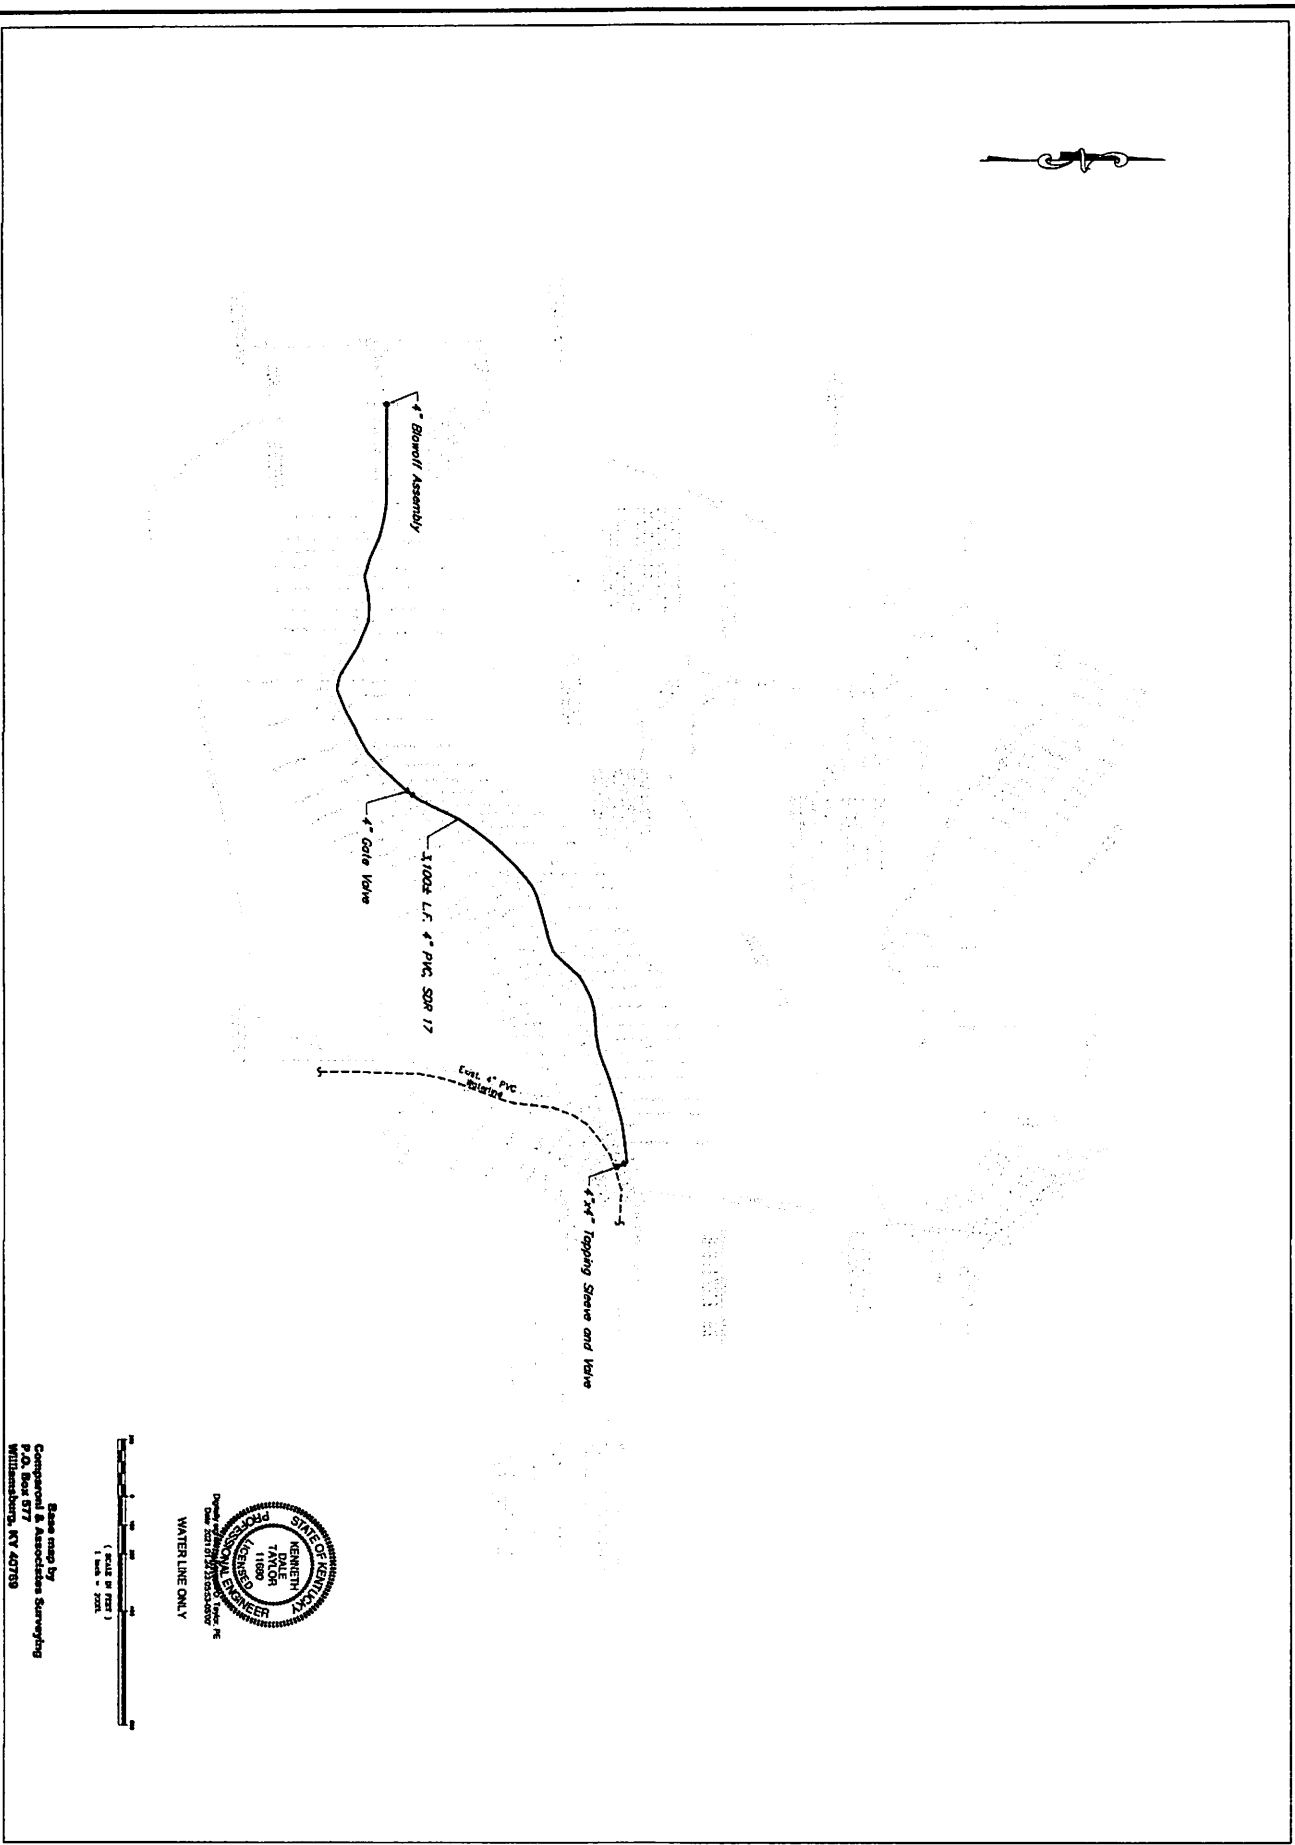 4" Blowoff Assembly
4" Gate Valve
3,100± L.F. 4" PVC, SDR 17
Exist. 4" PVC
Waterline
4"x4" Tapping Sleeve and Valve
STATE OF KENTUCKY
KENNETH
DALE
TAYLOR
11680
LICENSED
PROFESSIONAL ENGINEER
Taylor, PE
WATER LINE ONLY
( SCALE IN FEET )
Base map by
Comparoni & Associates Surveying
P.O. Box 577
Williamsburg, KY 40769